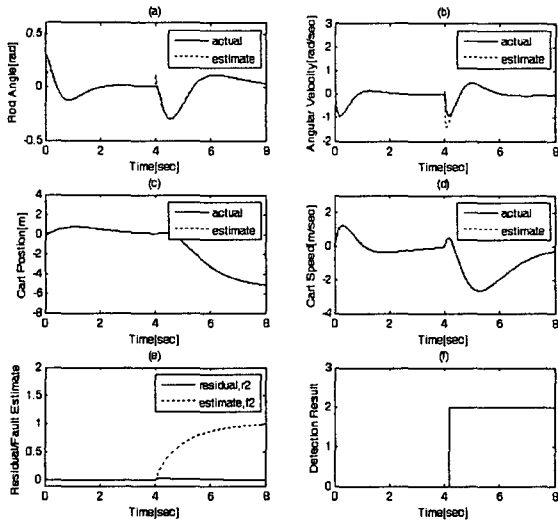 (a)
Rod Angle[rad]
0.5
0
-0.5
actual
estimate
0 2 4 6 8
Time[sec]
(b)
Angular Velocity[rad/sec]
3
2
1
0
-1
-2
actual
estimate
0 2 4 6 8
Time[sec]
(c)
Cart Position[m]
4
2
0
-2
-4
-6
-8
actual
estimate
0 2 4 6 8
Time[sec]
(d)
Cart Speed[m/sec]
2
0
-2
-4
actual
estimate
0 2 4 6 8
Time[sec]
(e)
Residual/Fault Estimate
2
1.5
1
0.5
0
residual,r2
estimate,f2
0 2 4 6 8
Time[sec]
(f)
Detection Result
3
2
1
0
0 2 4 6 8
Time[sec]